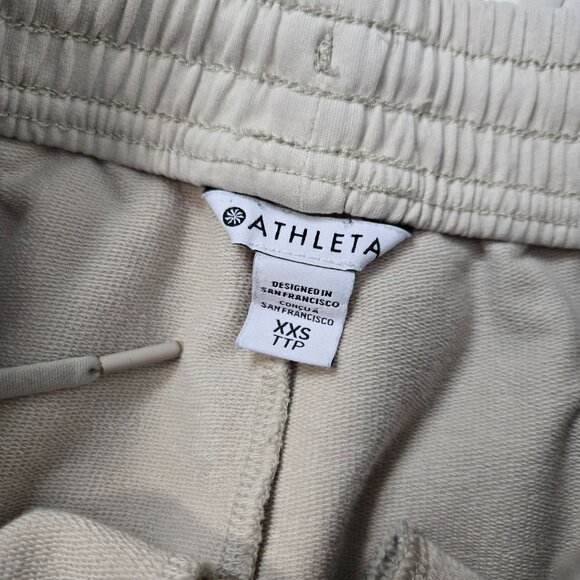 ATHLETA
DESIGNED IN
SAN FRANCISCO
CONÇU À
SAN FRANCISCO
XXS
TTP